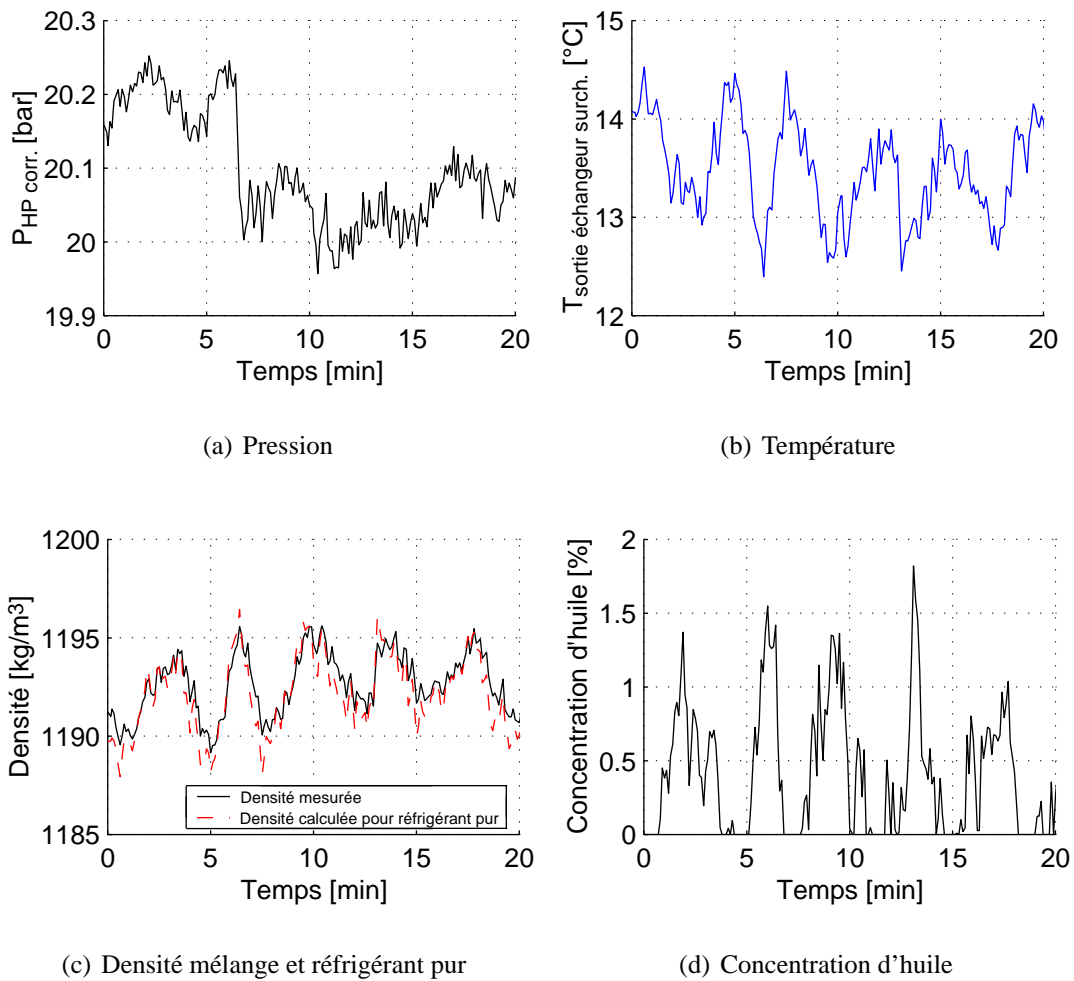 20.3
20.2
20.1
20
19.9
P_HP corr. [bar]
0 5 10 15 20
Temps [min]
(a) Pression
15
14
13
12
T_sortie échangeur surch. [°C]
0 5 10 15 20
Temps [min]
(b) Température
1200
1195
1190
1185
Densité [kg/m³]
Densité mesurée
Densité calculée pour réfrigérant pur
0 5 10 15 20
Temps [min]
(c) Densité mélange et réfrigérant pur
2
1.5
1
0.5
0
Concentration d'huile [%]
0 5 10 15 20
Temps [min]
(d) Concentration d'huile